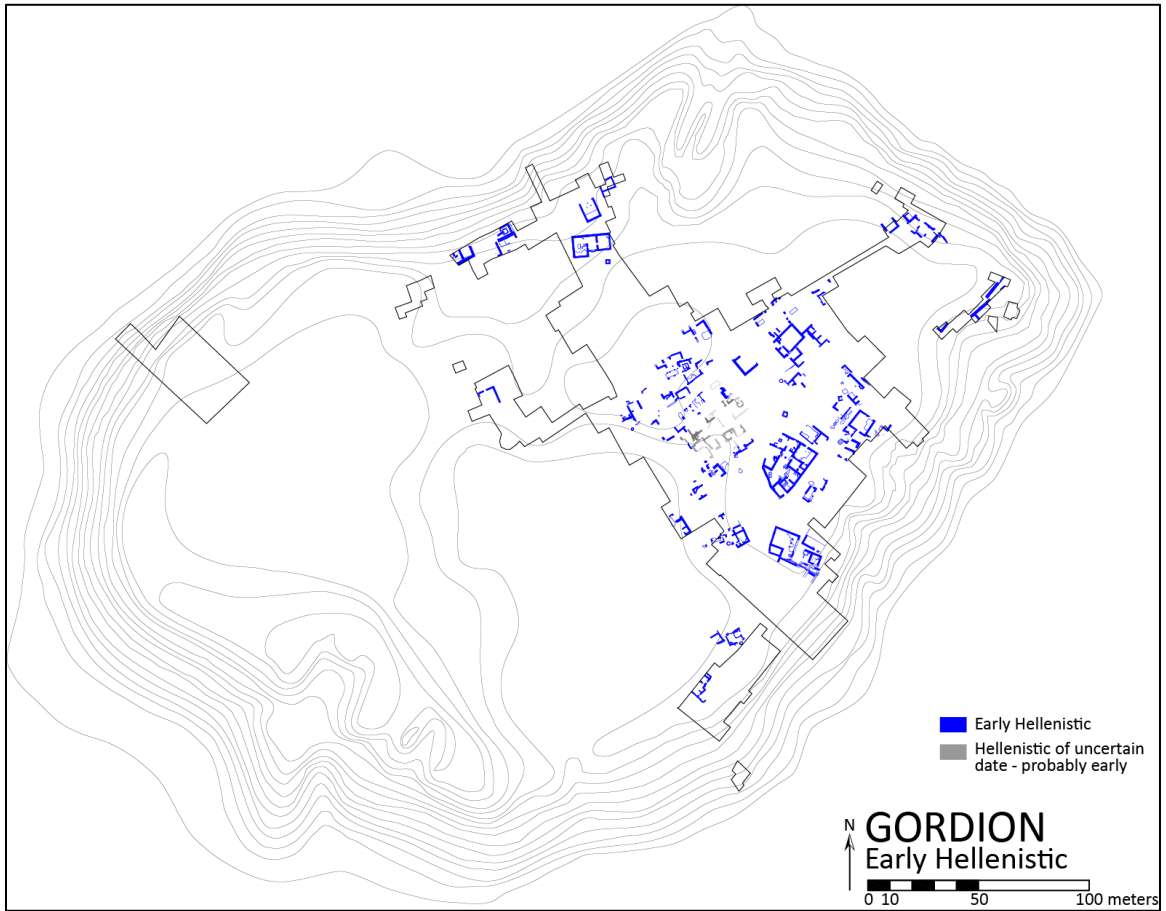 Early Hellenistic
Hellenistic of uncertain
date - probably early
N
GORDION
Early Hellenistic
0 10 50 100 meters